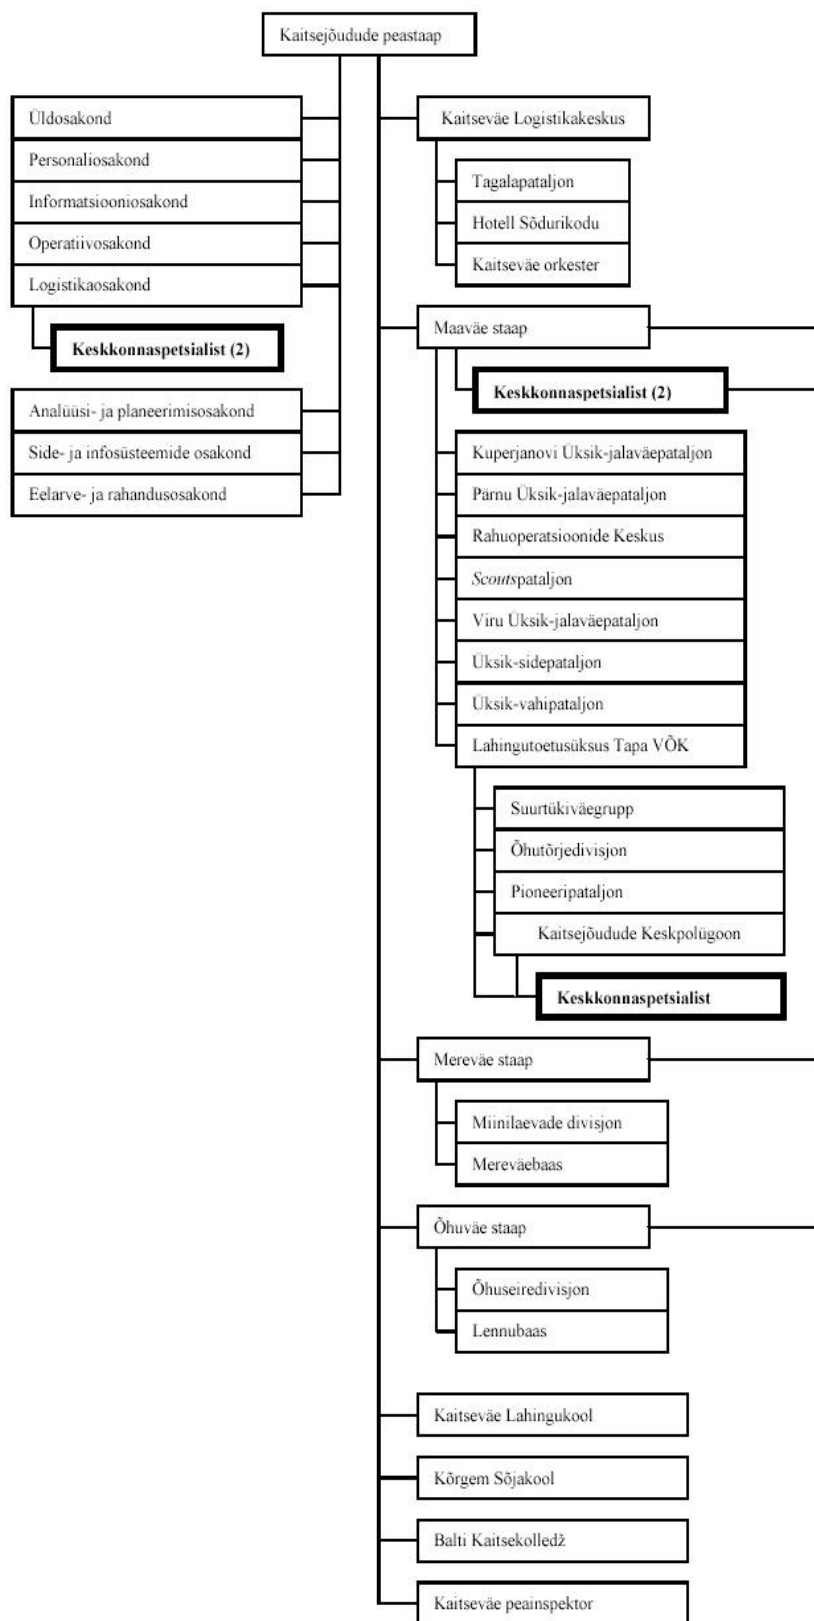 Kaitsejõudude peastaap
Üldosakond
Personaliosakond
Informatsiooniosakond
Operatiivosakond
Logistikaosakond
Keskkonnaspetsialist (2)
Analüüsi- ja planeerimisosakond
Side- ja infosüsteemide osakond
Eelarve- ja rahandusosakond
Kaitseväe Logistikakeskus
Tagalapataljon
Hotell Sõdurikodu
Kaitseväe orkester
Maaväe staap
Keskkonnaspetsialist (2)
Kuperjanovi Üksik-jalaväepataljon
Pärnu Üksik-jalaväepataljon
Rahuoperatsioonide Keskus
Scoutspataljon
Viru Üksik-jalaväepataljon
Üksik-sidepataljon
Üksik-vahipataljon
Lahingutoetusüksus Tapa VÕK
Suurtükiväegrupp
Õhutõrjedivisjon
Pioneeripataljon
Kaitsejõudude Keskpolügoon
Keskkonnaspetsialist
Mereväe staap
Miinilaevade divisjon
Mereväebaas
Õhuväe staap
Õhuseiredivisjon
Lennubaas
Kaitseväe Lahingukool
Kõrgem Sõjakool
Balti Kaitsekolledž
Kaitseväe peainspektor